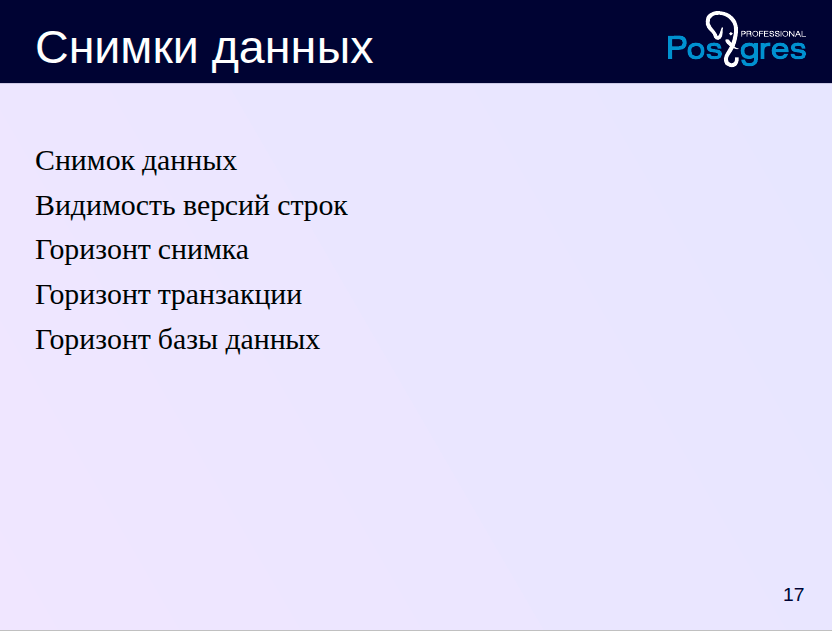 Снимки данных
PROFESSIONAL
Postgres
Снимок данных
Видимость версий строк
Горизонт снимка
Горизонт транзакции
Горизонт базы данных
17